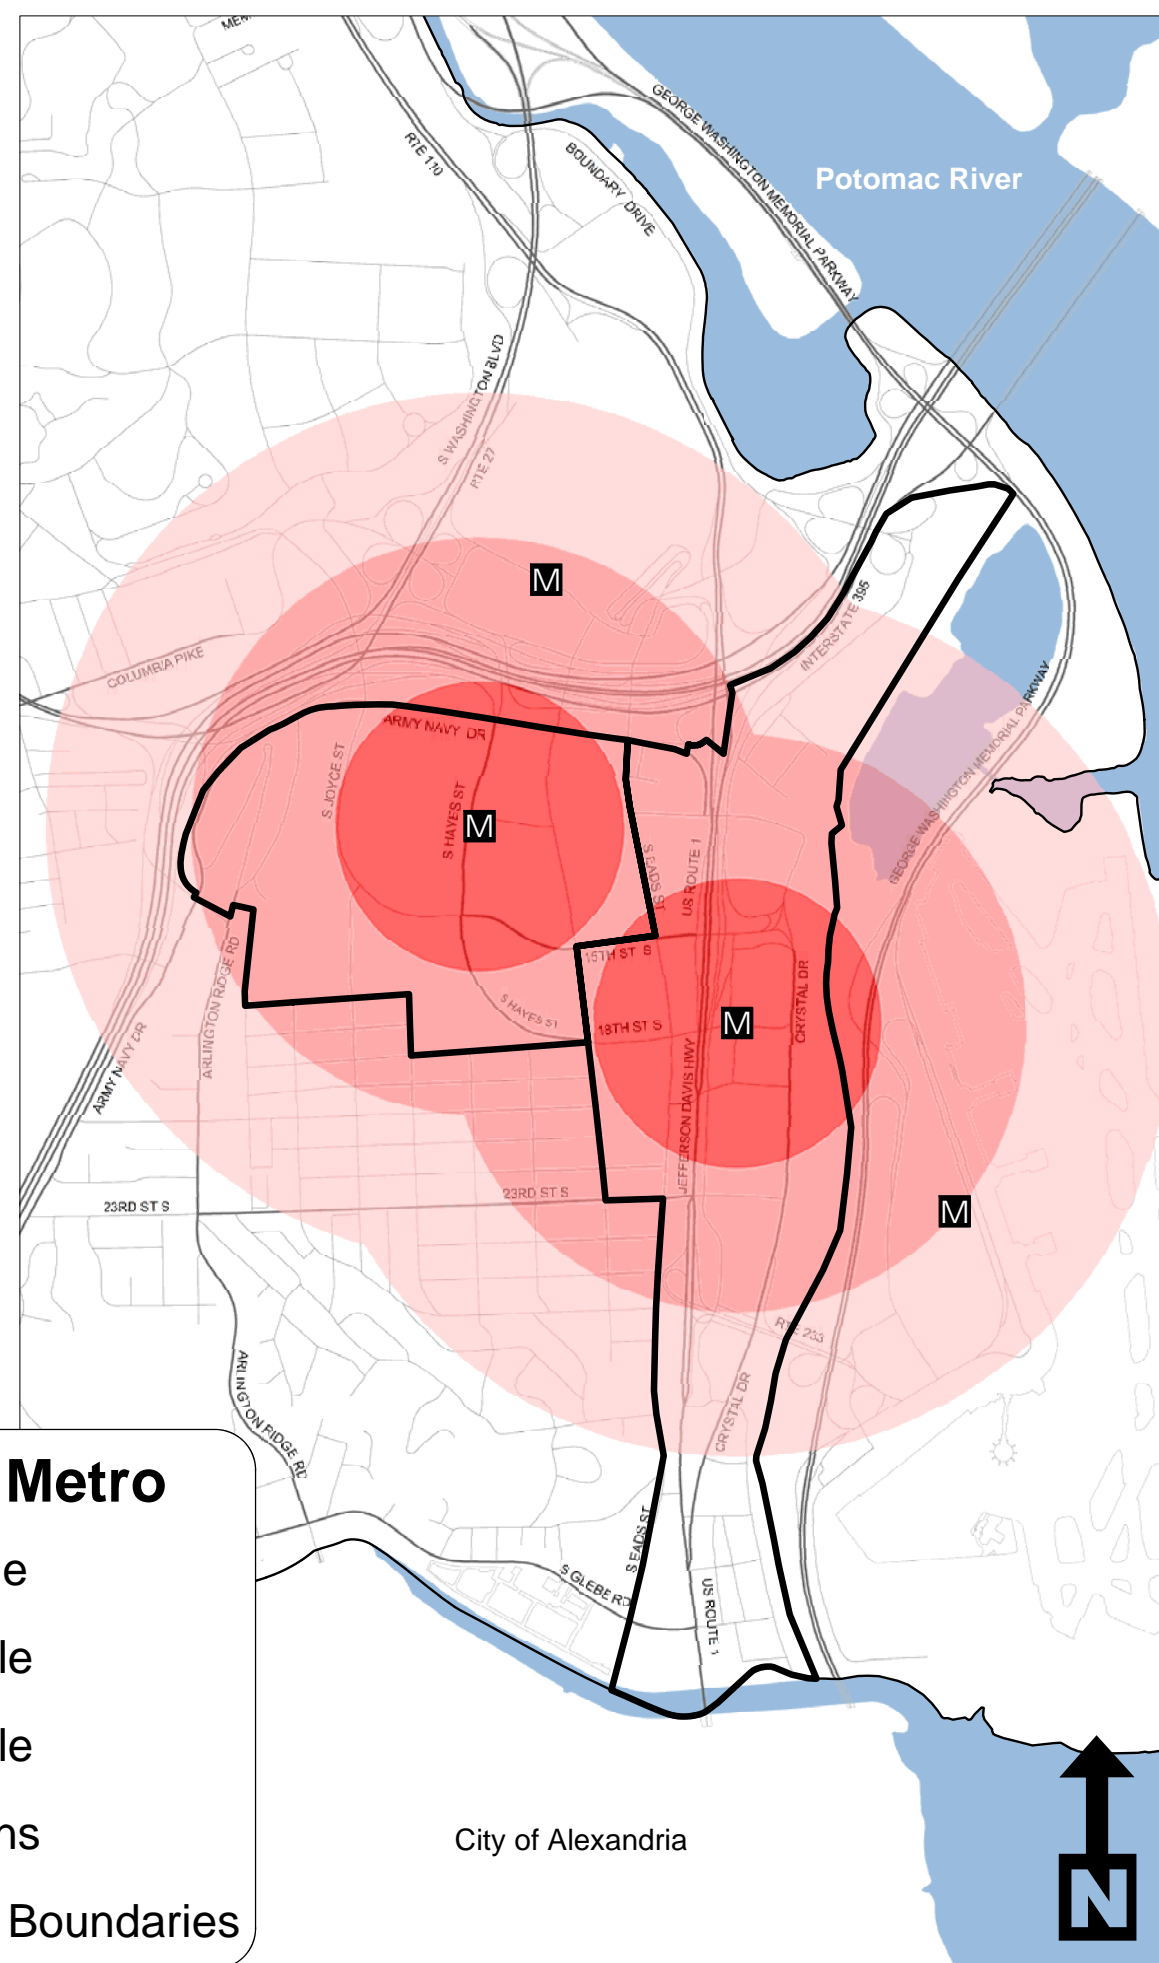 RTE 110
GEORGE WASHINGTON MEMORIAL PARKWAY
BOUNDARY DRIVE
Potomac River
S WASHINGTON BLVD
RTE 27
M
INTERSTATE 395
COLUMBIA PIKE
GEORGE WASHINGTON MEMORIAL PARKWAY
ARMY NAVY DR
S JOYCE ST
S HAYES ST
M
S EADS ST
US ROUTE 1
15TH ST S
ARLINGTON RIDGE RD
CRYSTAL DR
S HAYES ST
18TH ST S
M
ARMY NAVY DR
JEFFERSON DAVIS HWY
23RD ST S
23RD ST S
M
RTE 233
ARLINGTON RIDGE RD
CRYSTAL DR
Metro
S EADS ST
S GLEBE RD
US ROUTE 1
e
le
le
ns
Boundaries
City of Alexandria
N